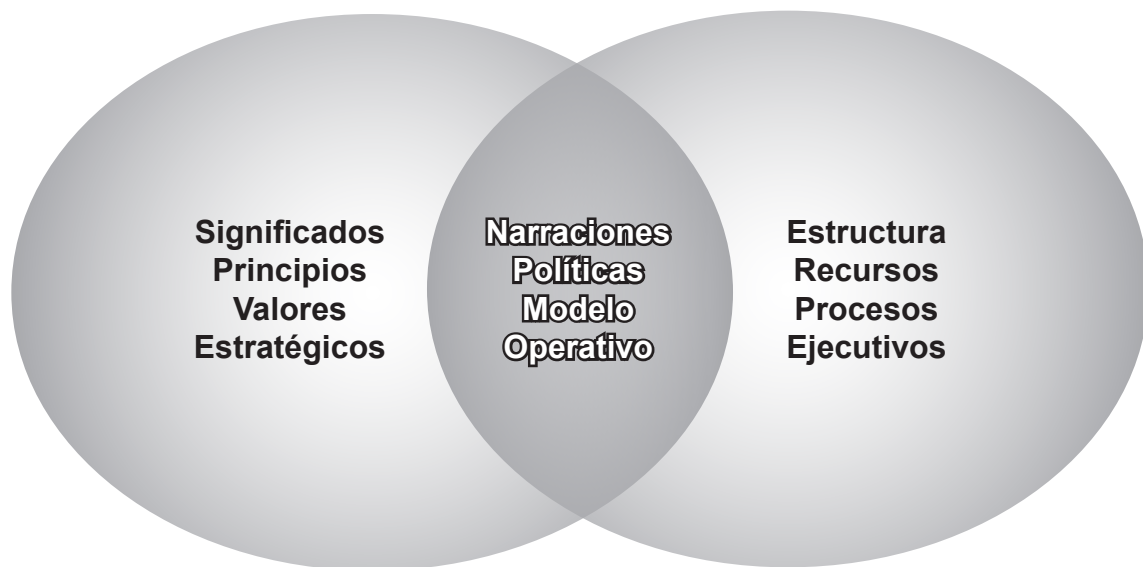 Significados
Principios
Valores
Estratégicos
Narraciones
Políticas
Modelo
Operativo
Estructura
Recursos
Procesos
Ejecutivos